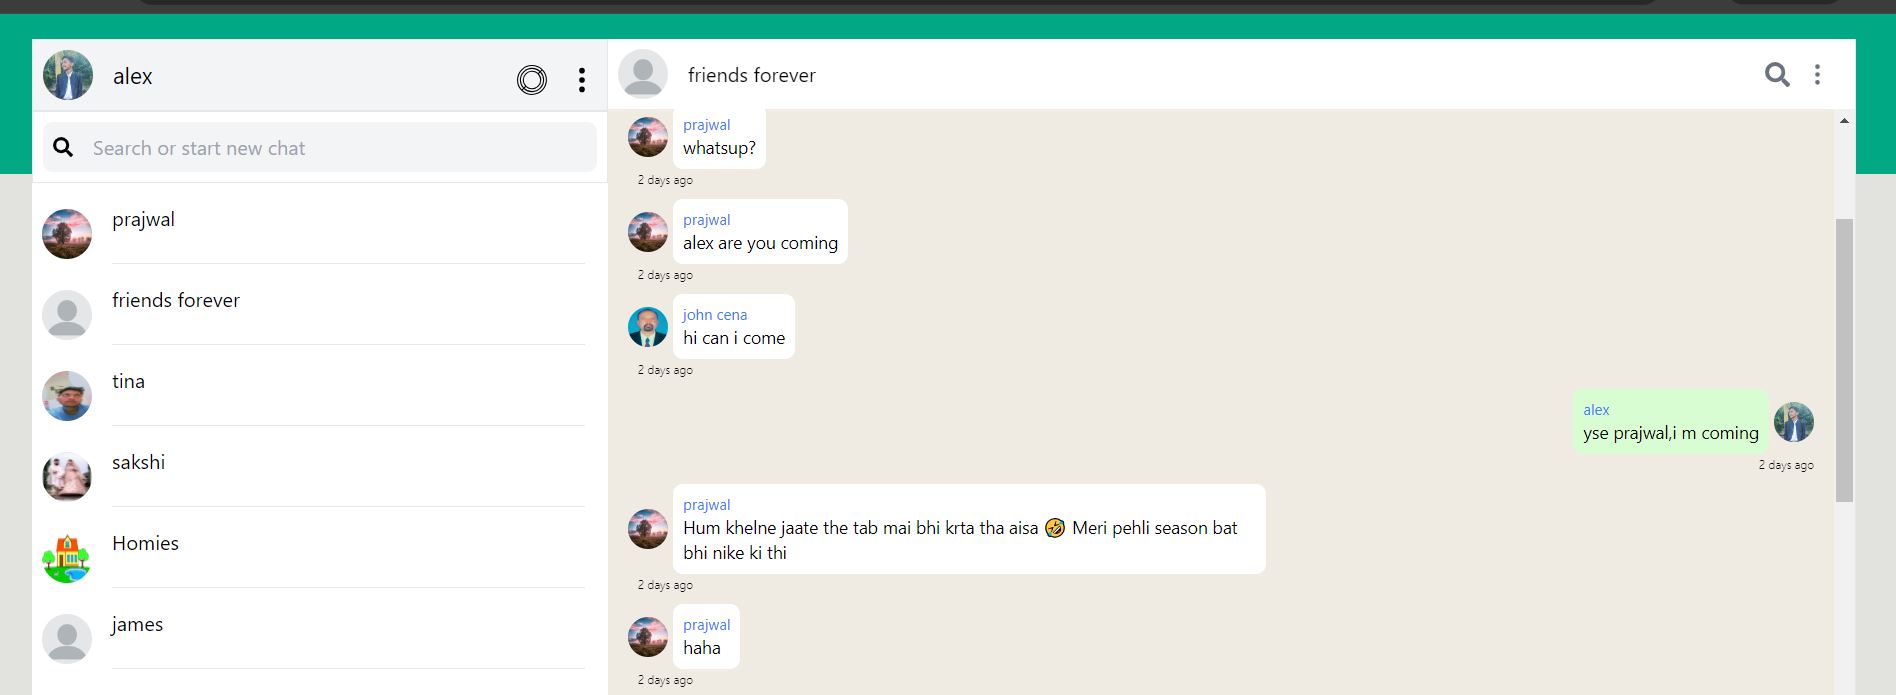 alex
Search or start new chat
prajwal
friends forever
tina
sakshi
Homies
james
friends forever
prajwal
whatsup?
2 days ago
prajwal
alex are you coming
2 days ago
john cena
hi can i come
2 days ago
alex
yse prajwal,i m coming
2 days ago
prajwal
Hum khelne jaate the tab mai bhi krta tha aisa 🤣 Meri pehli season bat
bhi nike ki thi
2 days ago
prajwal
haha
2 days ago